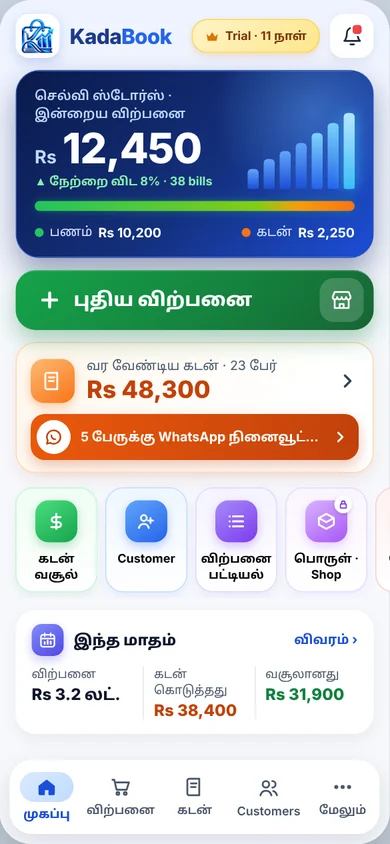 KadaBook
Trial · 11 நாள்
செல்வி ஸ்டோர்ஸ் ·
இன்றைய விற்பனை
Rs 12,450
▲ நேற்றை விட 8% · 38 bills
பணம் Rs 10,200
கடன் Rs 2,250
+ புதிய விற்பனை
வர வேண்டிய கடன் · 23 பேர்
Rs 48,300
5 பேருக்கு WhatsApp நினைவூட்...
கடன்
வசூல்
Customer
விற்பனை
பட்டியல்
பொருள் ·
Shop
இந்த மாதம்
விவரம் ›
விற்பனை
Rs 3.2 லட்.
கடன்
கொடுத்தது
Rs 38,400
வசூலானது
Rs 31,900
முகப்பு
விற்பனை
கடன்
Customers
மேலும்